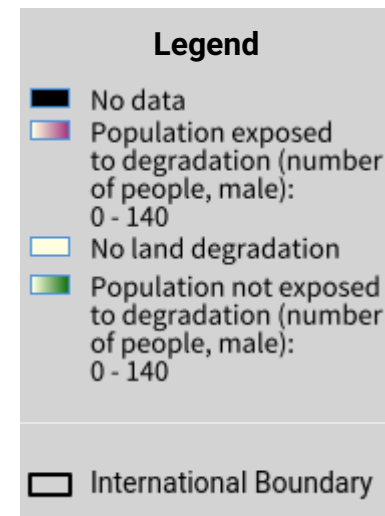 Legend
No data
Population exposed
to degradation (number
of people, male):
0 - 140
No land degradation
Population not exposed
to degradation (number
of people, male):
0 - 140
International Boundary